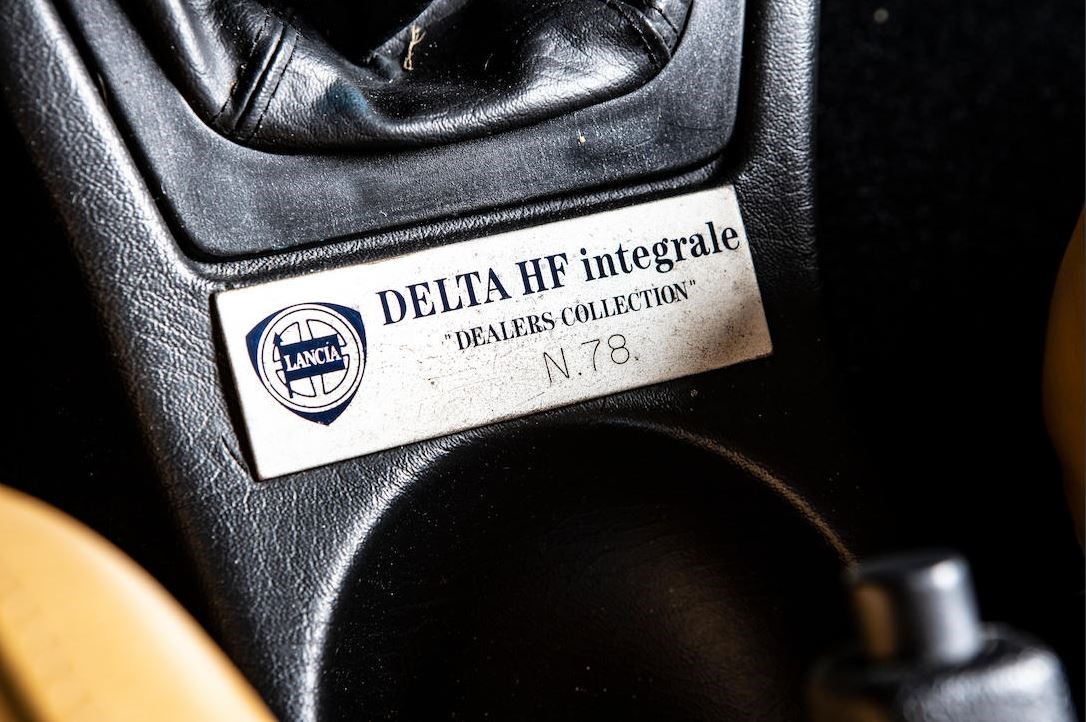 DELTA HF integrale
"DEALERS COLLECTION"
LANCIA
N.78.